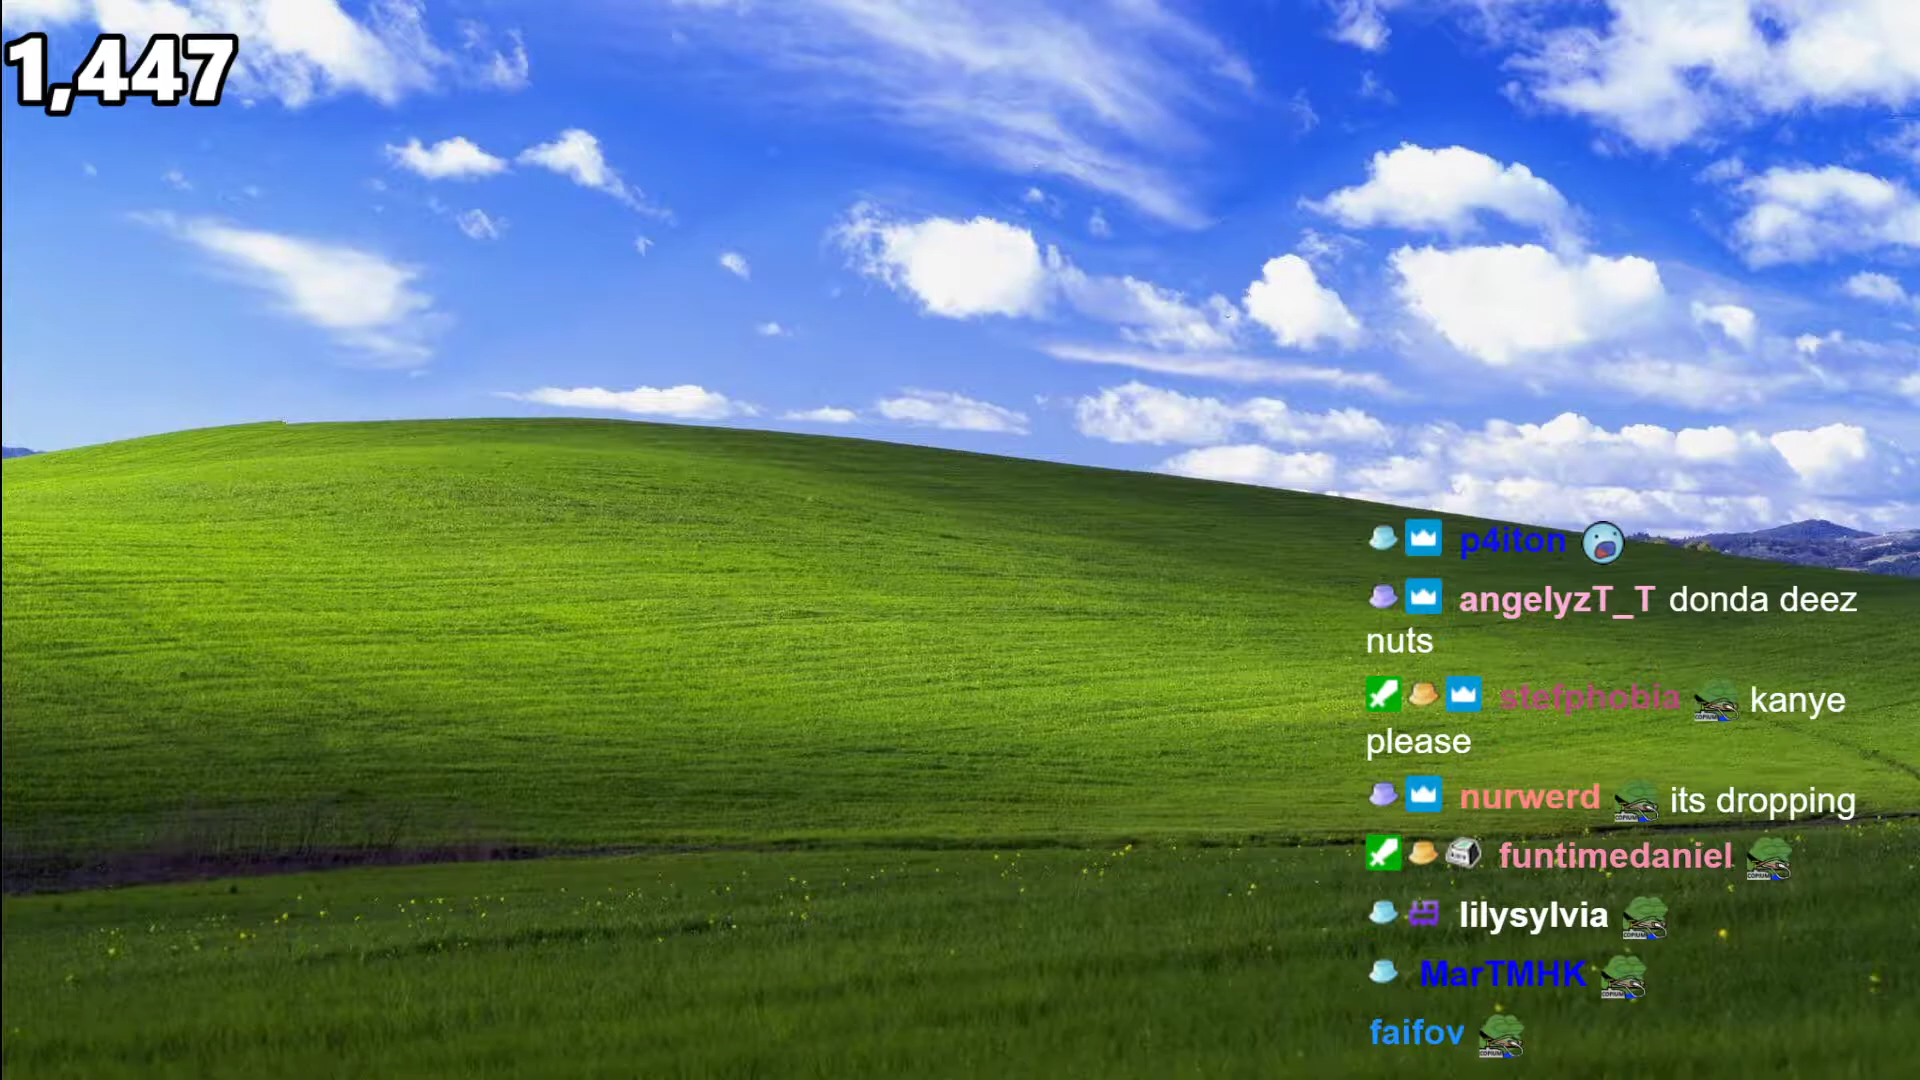 1,447
p4iton
angelyzT_T donda deez
nuts
stefphobia kanye
please
nurwerd its dropping
funtimedaniel
lilysylvia
MarTMHK
faifov